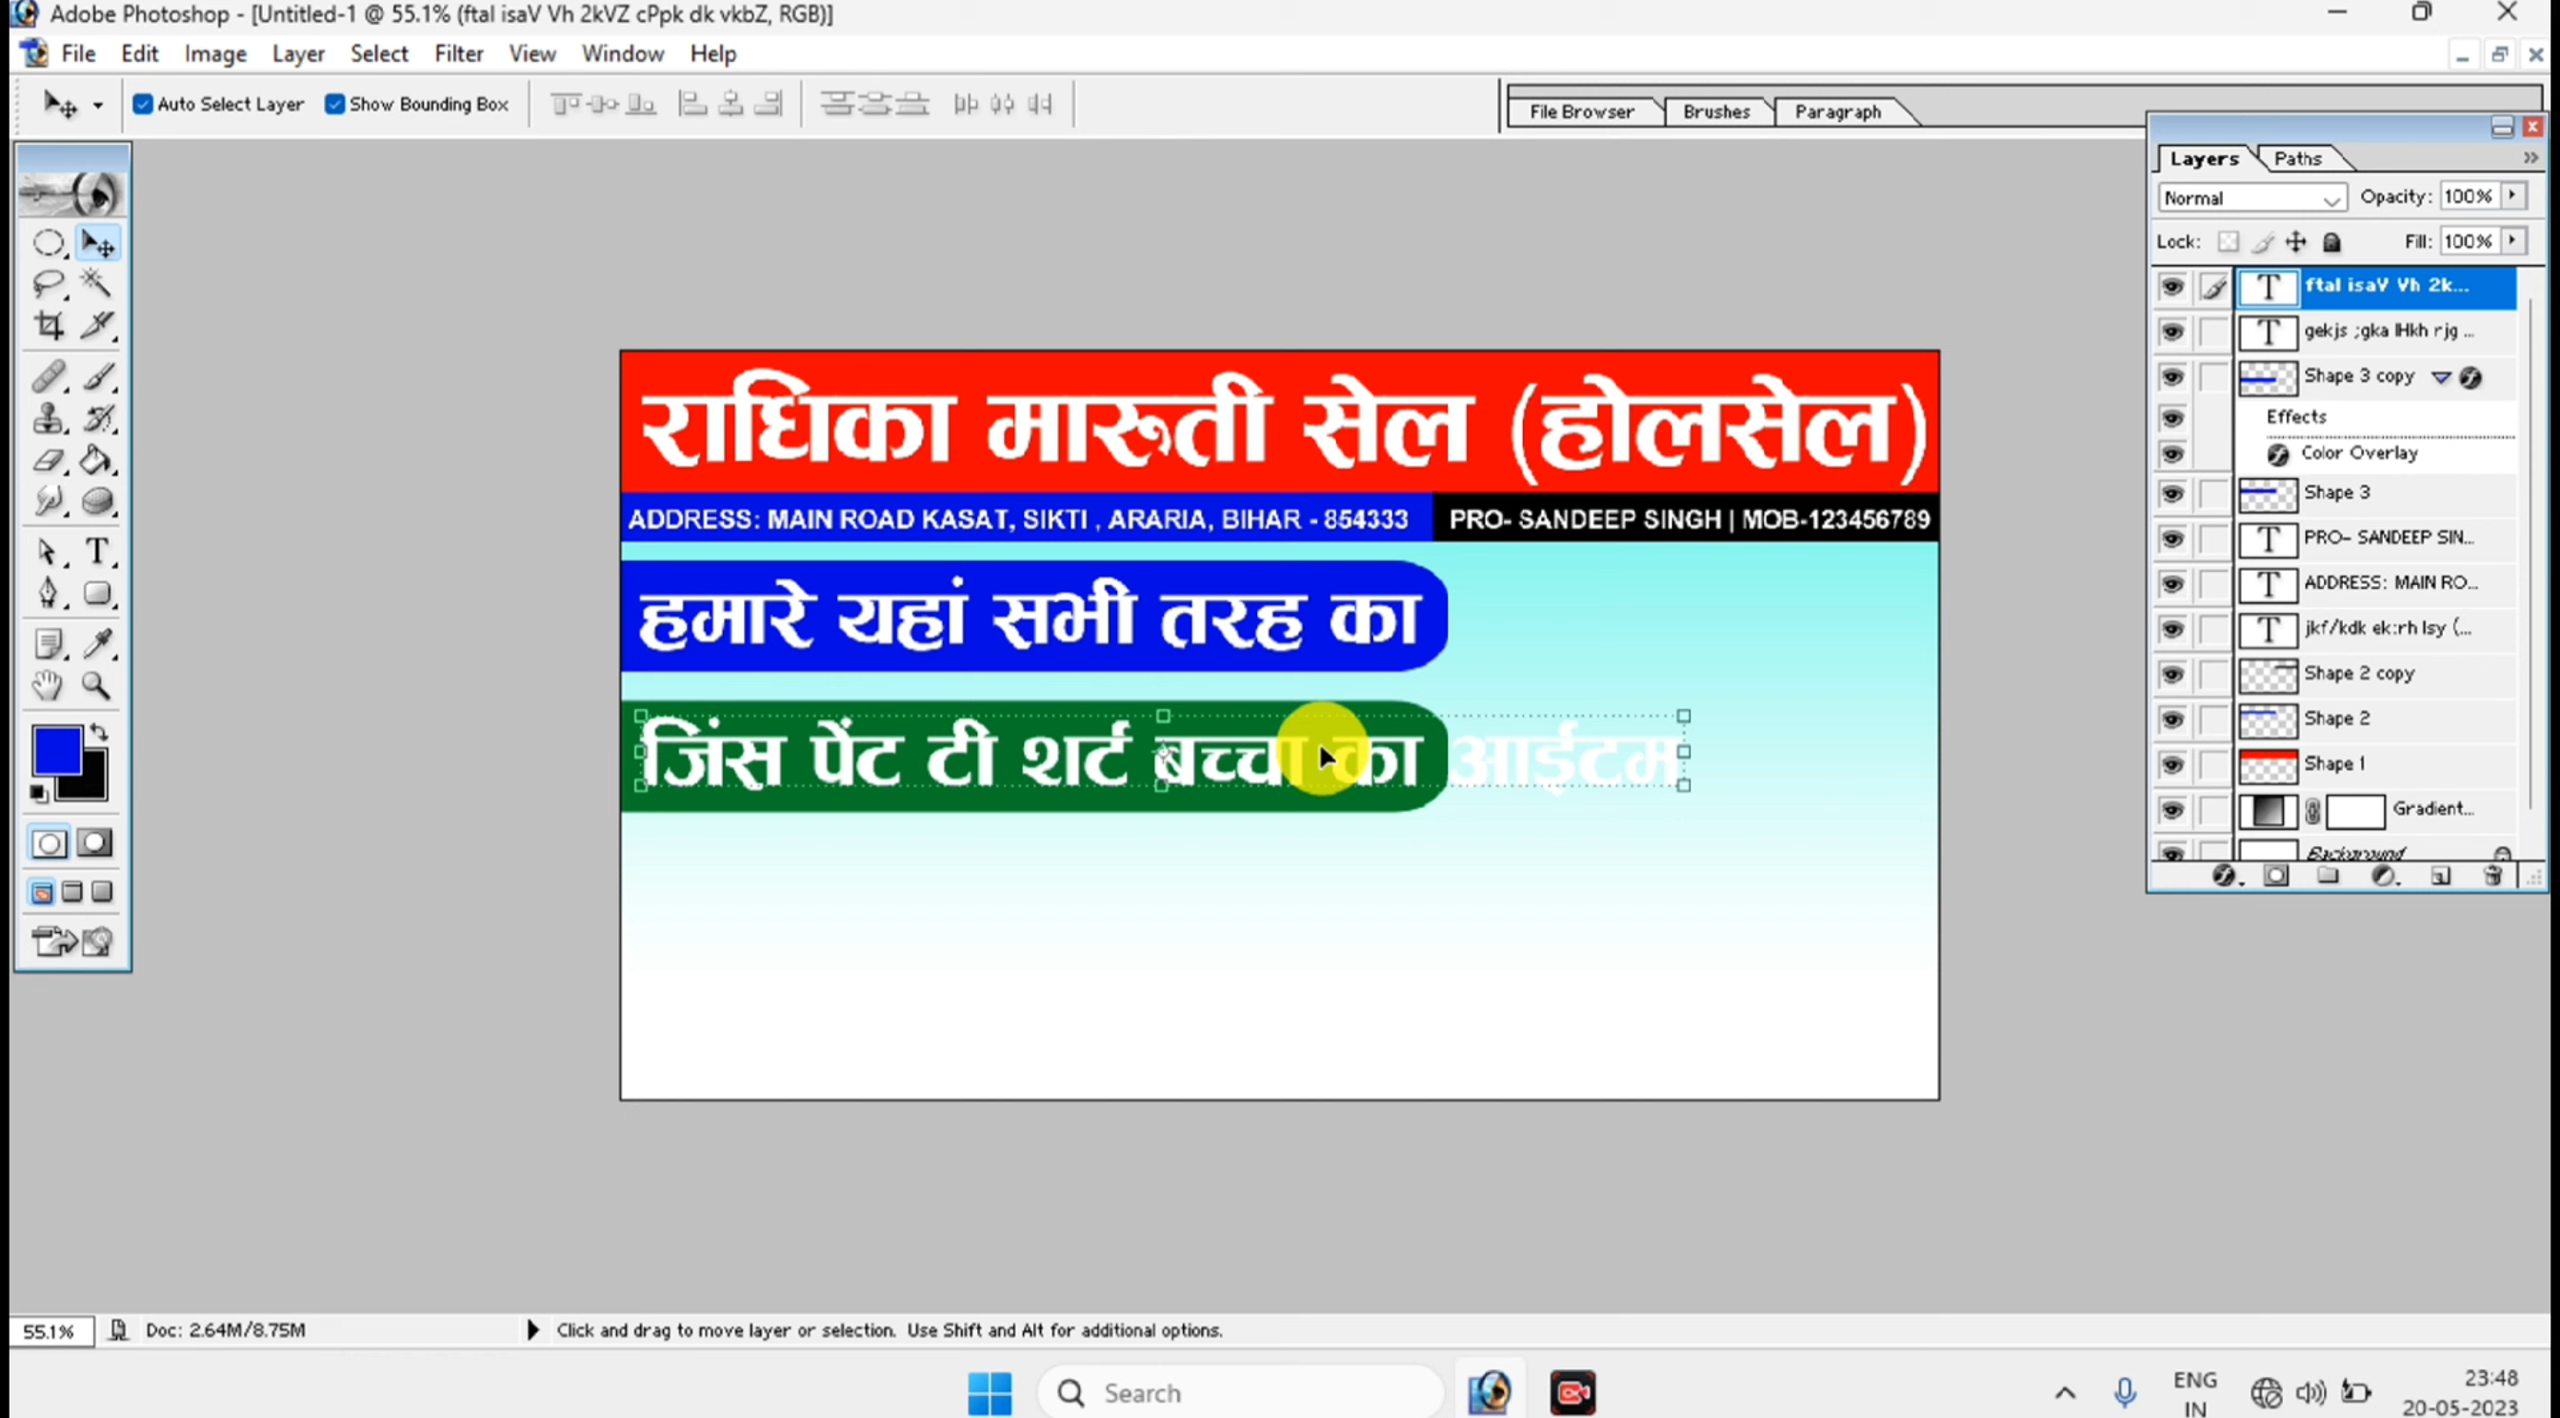 Adobe Photoshop - [Untitled-1 @ 55.1% (ftal isaV Vh 2kVZ cPpk dk vkbZ, RGB)]
File Edit Image Layer Select Filter View Window Help
Auto Select Layer Show Bounding Box
File Browser Brushes Paragraph
Layers Paths
Normal Opacity: 100%
Lock: Fill: 100%
ftal isaV Vh 2k...
gekjs ;gka lHkh rjg ...
Shape 3 copy
Effects
Color Overlay
Shape 3
PRO- SANDEEP SIN...
ADDRESS: MAIN RO...
jkf/kdk ek:rh lsy (...
Shape 2 copy
Shape 2
Shape 1
Gradient...
Background
राधिका मारूती सेल (होलसेल)
ADDRESS: MAIN ROAD KASAT, SIKTI , ARARIA, BIHAR - 854333 PRO- SANDEEP SINGH | MOB-123456789
हमारे यहां सभी तरह का
जिंस पेंट टी शर्ट बच्चा का आईटम
55.1% Doc: 2.64M/8.75M Click and drag to move layer or selection. Use Shift and Alt for additional options.
Search
ENG
IN
23:48
20-05-2023